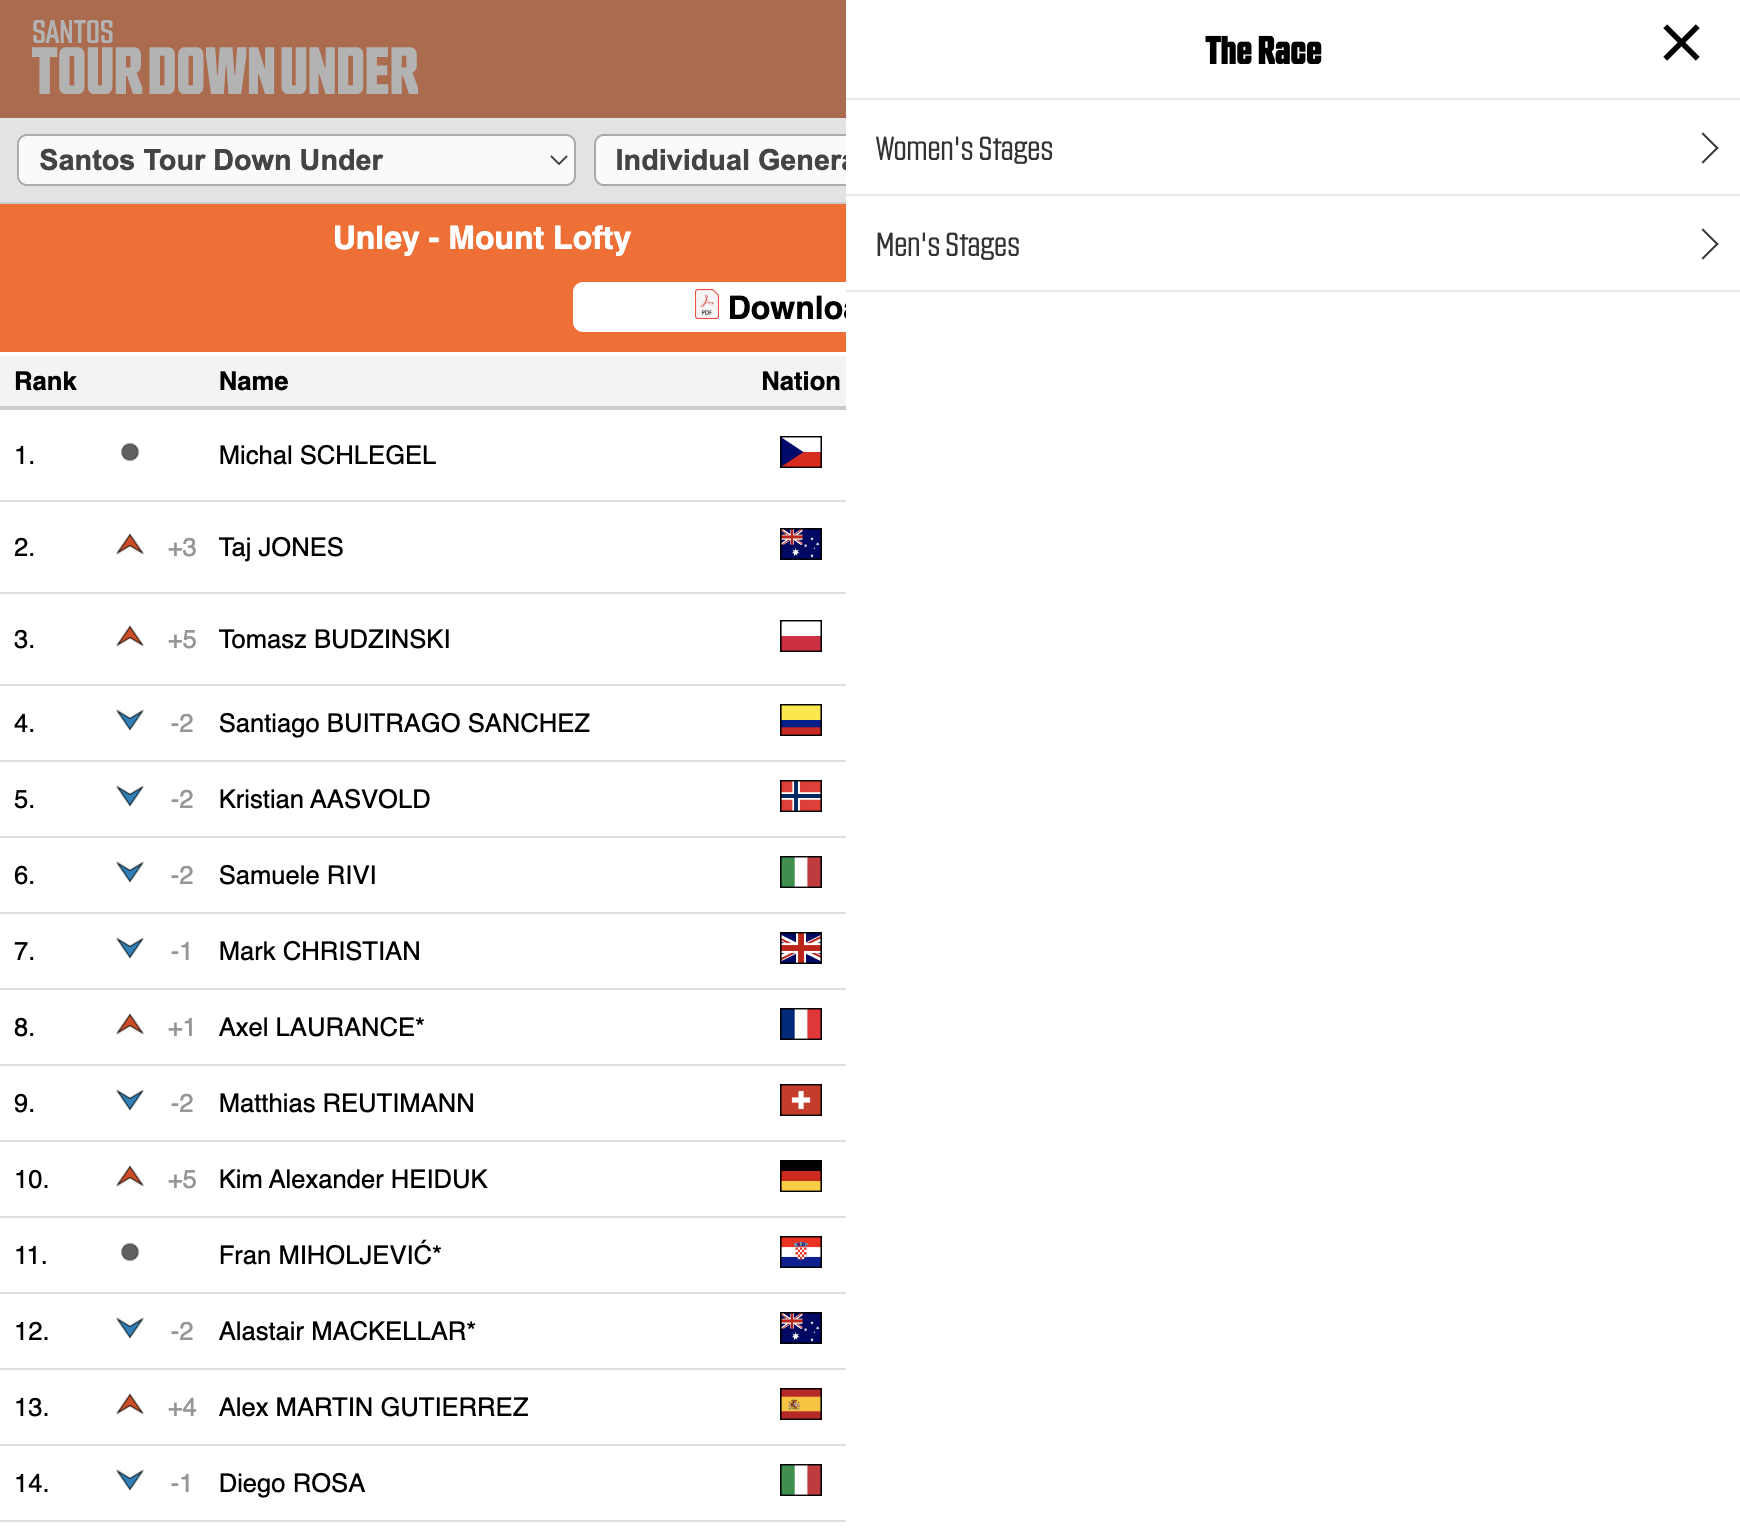 SANTOS
TOUR DOWN UNDER
Santos Tour Down Under
Individual Genera
Unley - Mount Lofty
PDF Downloa
Rank Name Nation
1. Michal SCHLEGEL
2. +3 Taj JONES
3. +5 Tomasz BUDZINSKI
4. -2 Santiago BUITRAGO SANCHEZ
5. -2 Kristian AASVOLD
6. -2 Samuele RIVI
7. -1 Mark CHRISTIAN
8. +1 Axel LAURANCE*
9. -2 Matthias REUTIMANN
10. +5 Kim Alexander HEIDUK
11. Fran MIHOLJEVIĆ*
12. -2 Alastair MACKELLAR*
13. +4 Alex MARTIN GUTIERREZ
14. -1 Diego ROSA
The Race
Women's Stages
Men's Stages